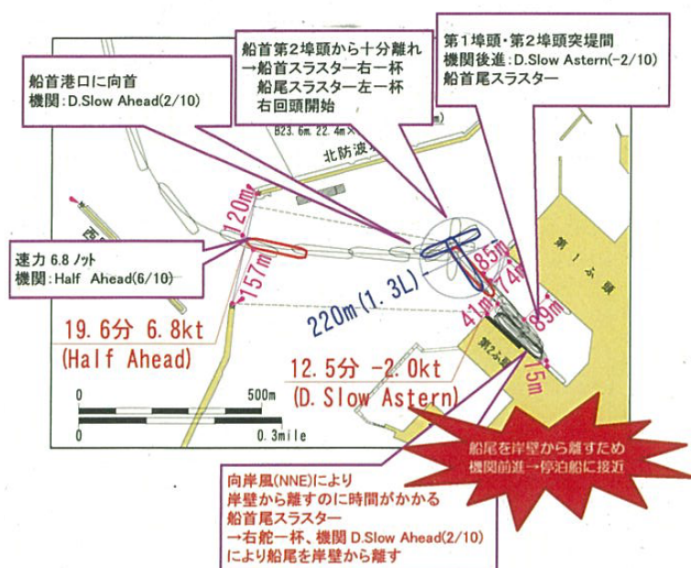 船首港口に向首
機関:D.Slow Ahead(2/10)
船首第2埠頭から十分離れ
→船首スラスター右一杯
船尾スラスター左一杯
右回頭開始
第1埠頭・第2埠頭突堤間
機関後進:D.Slow Astern(-2/10)
船首尾スラスター
B23.6m. 22.4m×
北防波
120m
157m
速力 6.8 ノット
機関:Half Ahead(6/10)
19.6分 6.8kt
(Half Ahead)
220m(1.3L)
85m
74m
41m
89m
75m
第1ふ頭
第2ふ頭
12.5分 -2.0kt
(D.Slow Astern)
0 500m
0 0.3mile
船尾を岸壁から離すため
機関前進→停泊船に接近
向岸風(NNE)により
岸壁から離すのに時間がかかる
船首尾スラスター
→右舵一杯、機関 D.Slow Ahead(2/10)
により船尾を岸壁から離す